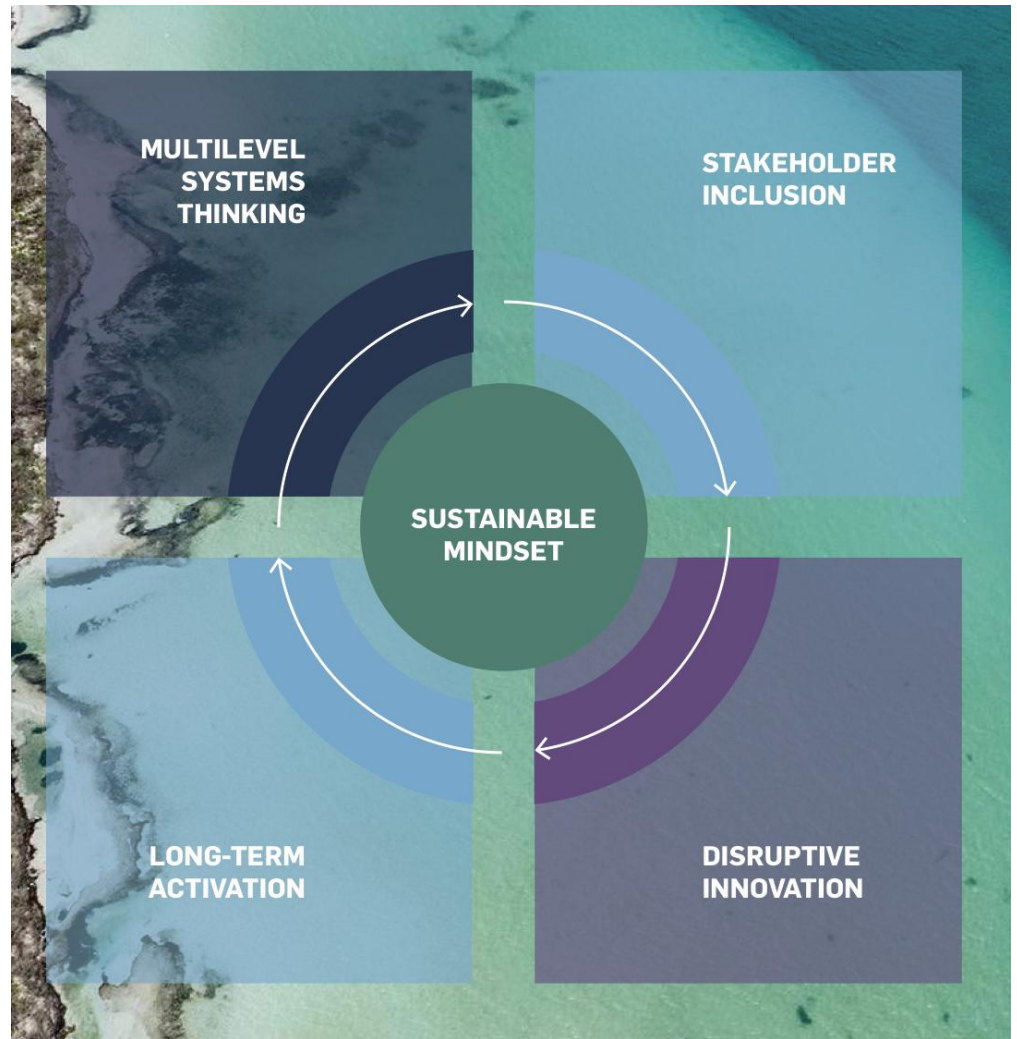 MULTILEVEL
SYSTEMS
THINKING
STAKEHOLDER
INCLUSION
SUSTAINABLE
MINDSET
LONG-TERM
ACTIVATION
DISRUPTIVE
INNOVATION